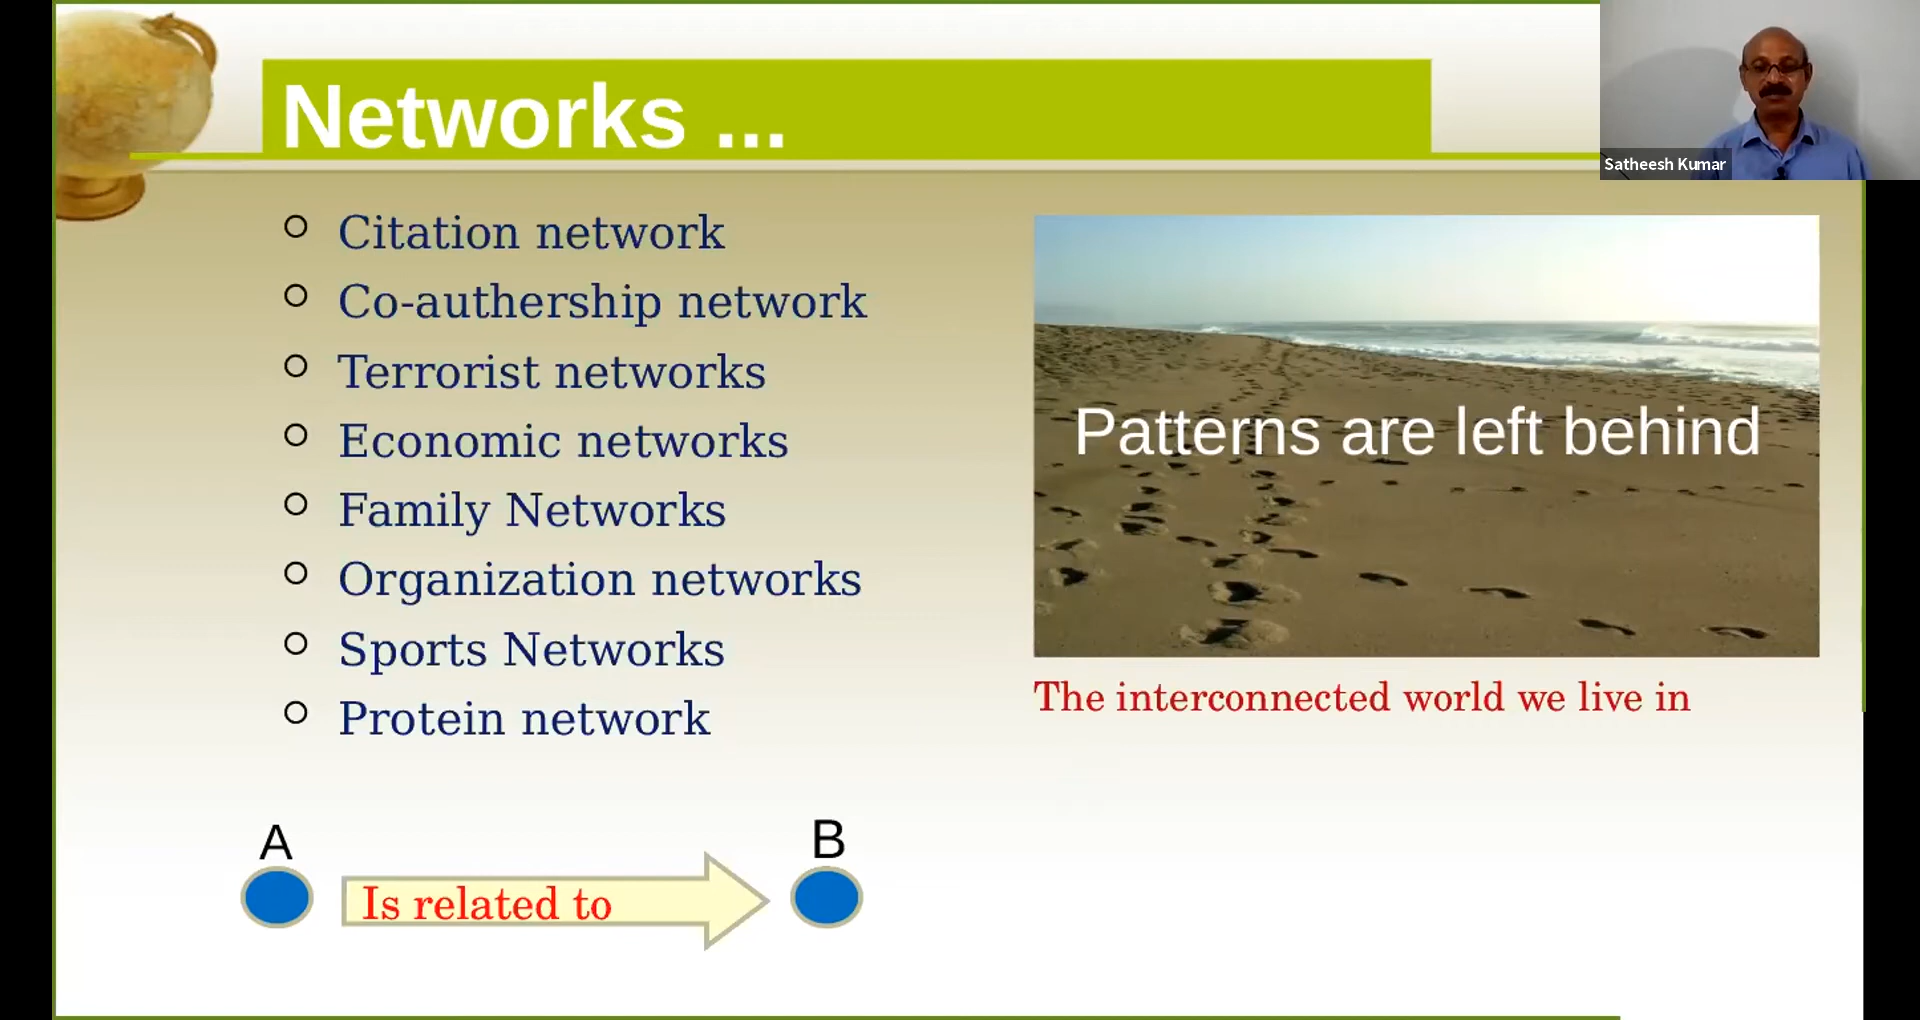 Networks ...
Satheesh Kumar
Citation network
Co-authership network
Terrorist networks
Economic networks
Family Networks
Organization networks
Sports Networks
Protein network
Patterns are left behind
The interconnected world we live in
A
B
Is related to